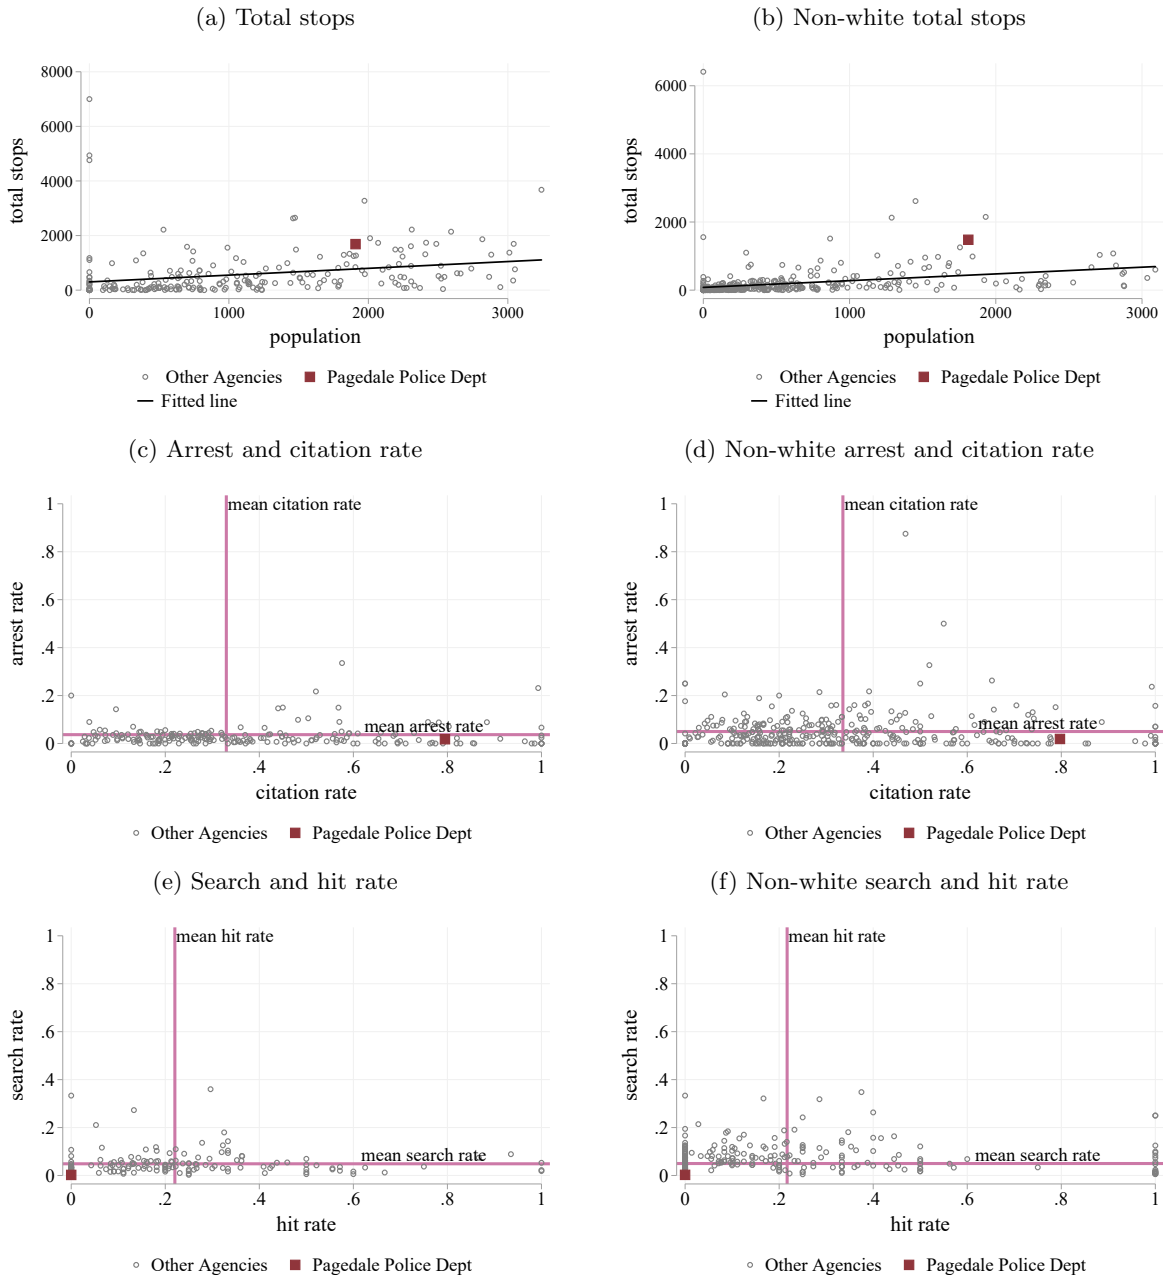 (a) Total stops
(b) Non-white total stops
8000
6000
4000
2000
0
total stops
0 1000 2000 3000
population
Other Agencies Pagedale Police Dept
Fitted line
6000
4000
2000
0
total stops
0 1000 2000 3000
population
Other Agencies Pagedale Police Dept
Fitted line
(c) Arrest and citation rate
(d) Non-white arrest and citation rate
1
.8
.6
.4
.2
0
arrest rate
mean citation rate
mean arrest rate
0 .2 .4 .6 .8 1
citation rate
Other Agencies Pagedale Police Dept
1
.8
.6
.4
.2
0
arrest rate
mean citation rate
mean arrest rate
0 .2 .4 .6 .8 1
citation rate
Other Agencies Pagedale Police Dept
(e) Search and hit rate
(f) Non-white search and hit rate
1
.8
.6
.4
.2
0
search rate
mean hit rate
mean search rate
0 .2 .4 .6 .8 1
hit rate
Other Agencies Pagedale Police Dept
1
.8
.6
.4
.2
0
search rate
mean hit rate
mean search rate
0 .2 .4 .6 .8 1
hit rate
Other Agencies Pagedale Police Dept